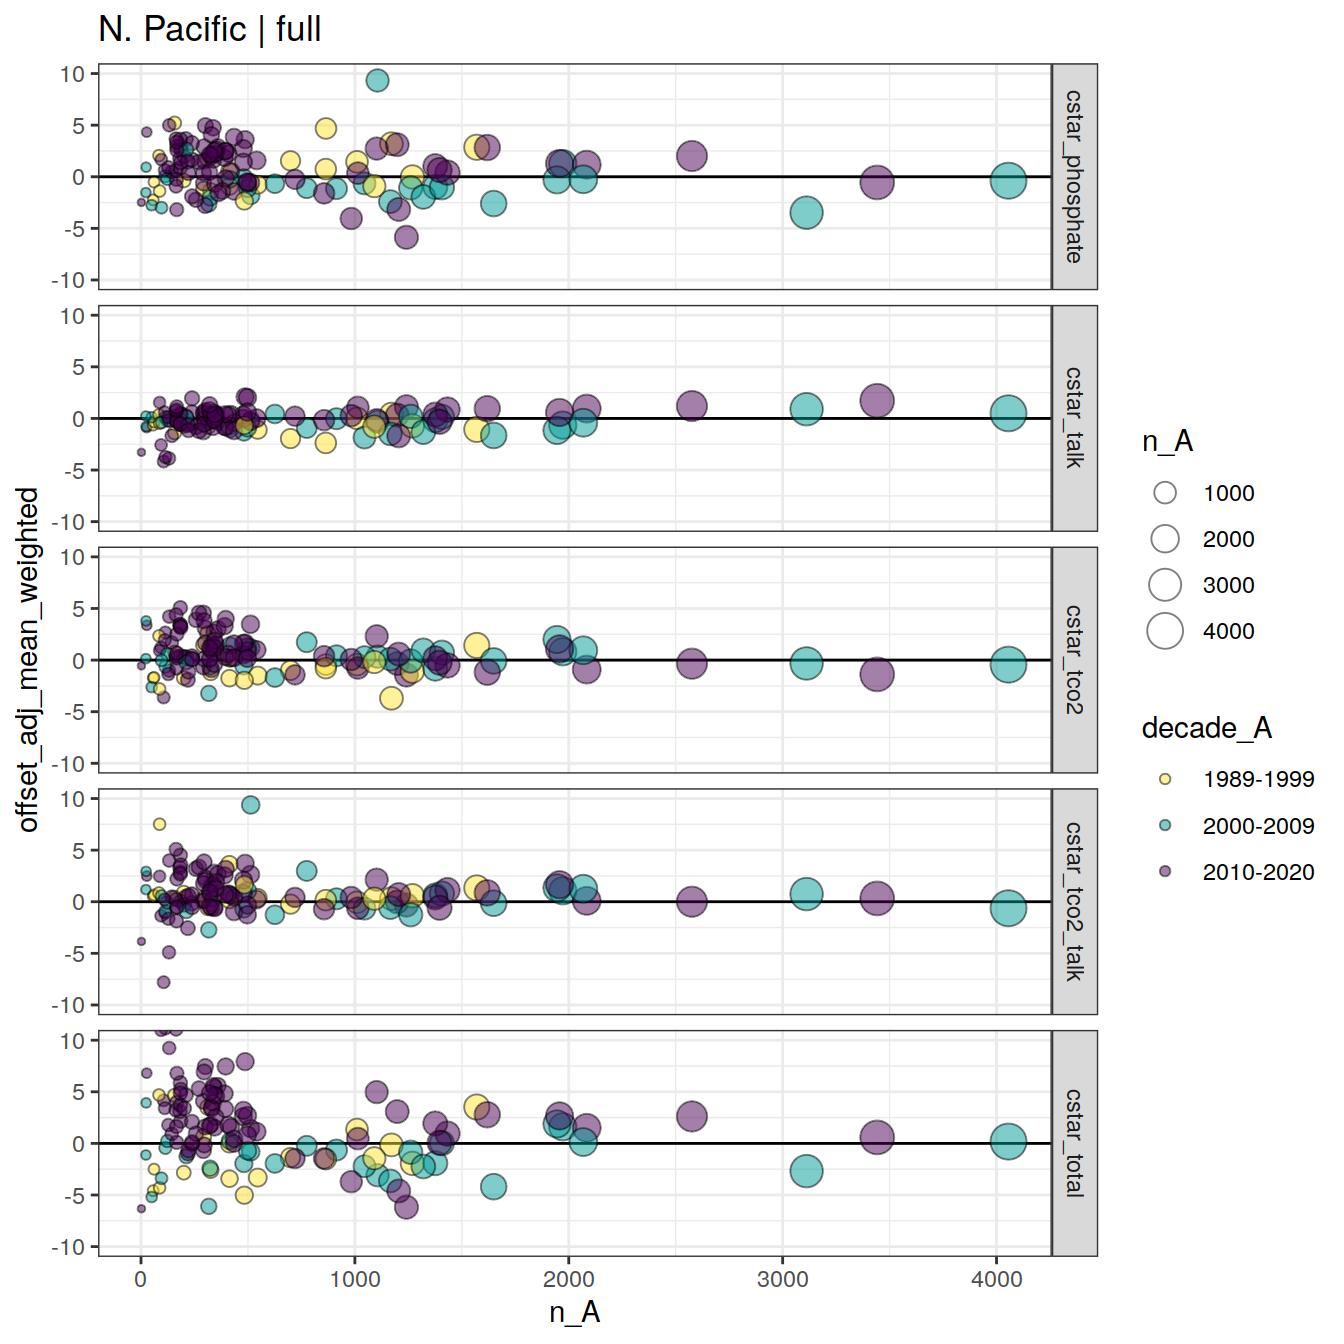 N. Pacific | full
offset_adj_mean_weighted
10
5
0
-5
-10
cstar_phosphate
10
5
0
-5
-10
cstar_talk
10
5
0
-5
-10
cstar_tco2
10
5
0
-5
-10
cstar_tco2_talk
10
5
0
-5
-10
cstar_total
0 1000 2000 3000 4000
n_A
n_A
1000
2000
3000
4000
decade_A
1989-1999
2000-2009
2010-2020